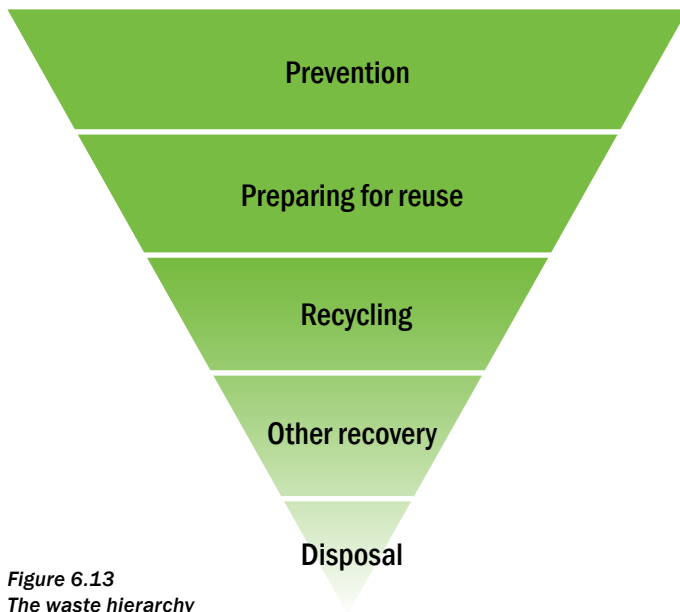 Prevention
Preparing for reuse
Recycling
Other recovery
Disposal
Figure 6.13
The waste hierarchy